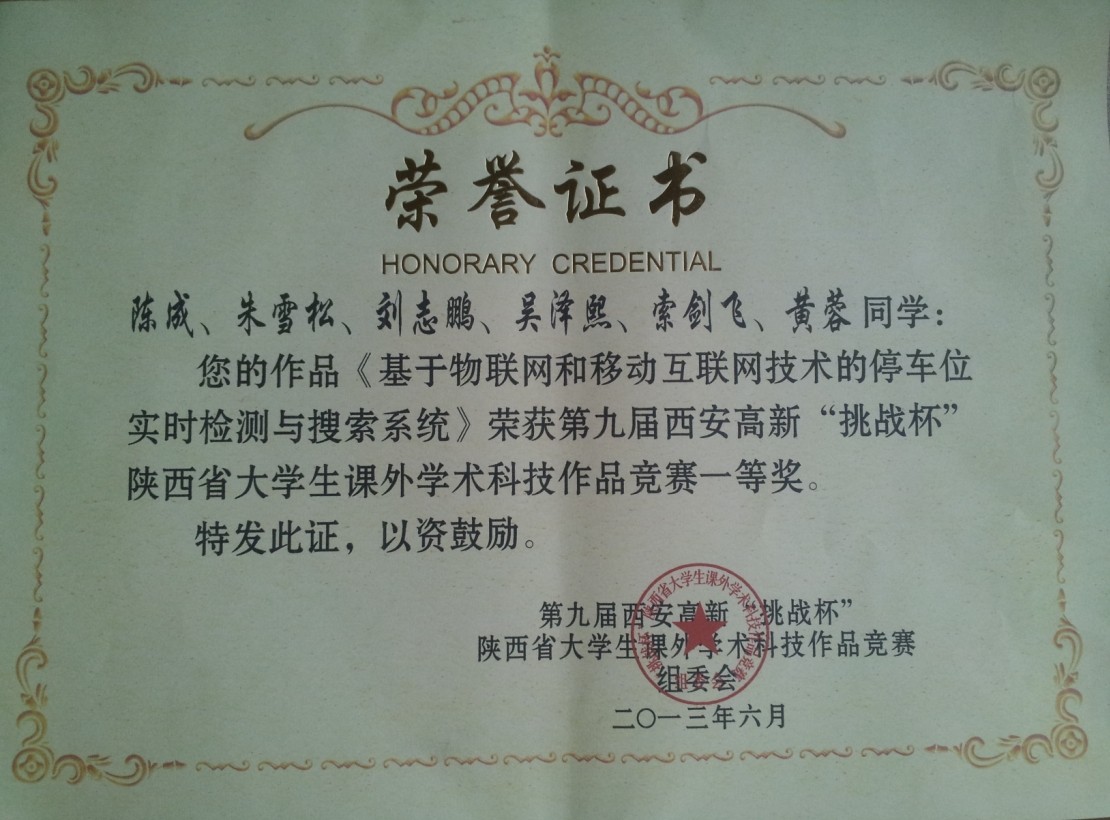 荣誉证书
HONORARY CREDENTIAL
陈成、朱雪松、刘志鹏、吴泽熙、索剑飞、黄蓉同学：
您的作品《基于物联网和移动互联网技术的停车位
实时检测与搜索系统》荣获第九届西安高新“挑战杯”
陕西省大学生课外学术科技作品竞赛一等奖。
特发此证，以资鼓励。
第九届西安高新“挑战杯”
陕西省大学生课外学术科技作品竞赛
组委会
二〇一三年六月